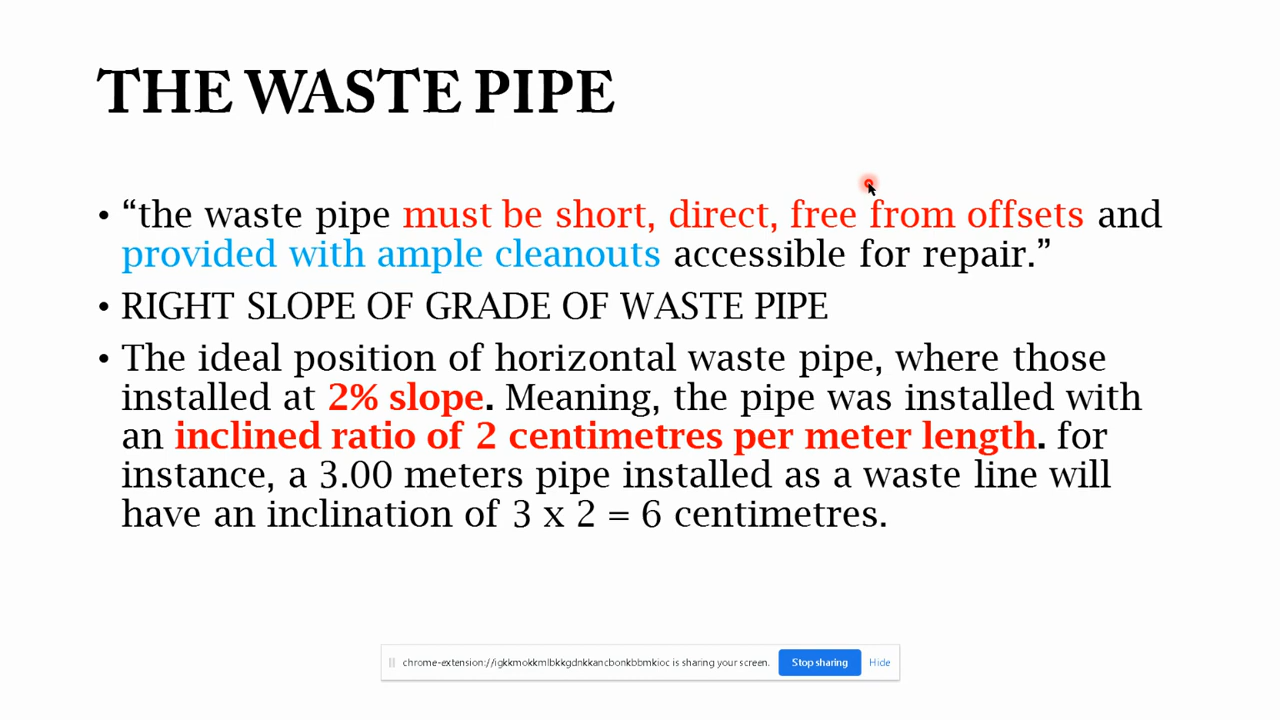 THE WASTE PIPE
• “the waste pipe must be short, direct, free from offsets and
provided with ample cleanouts accessible for repair.”
• RIGHT SLOPE OF GRADE OF WASTE PIPE
• The ideal position of horizontal waste pipe, where those
installed at 2% slope. Meaning, the pipe was installed with
an inclined ratio of 2 centimetres per meter length. for
instance, a 3.00 meters pipe installed as a waste line will
have an inclination of 3 x 2 = 6 centimetres.
chrome-extension://igkkmokkmlbkkgdnkkancbonkbbmkioc is sharing your screen. Stop sharing Hide